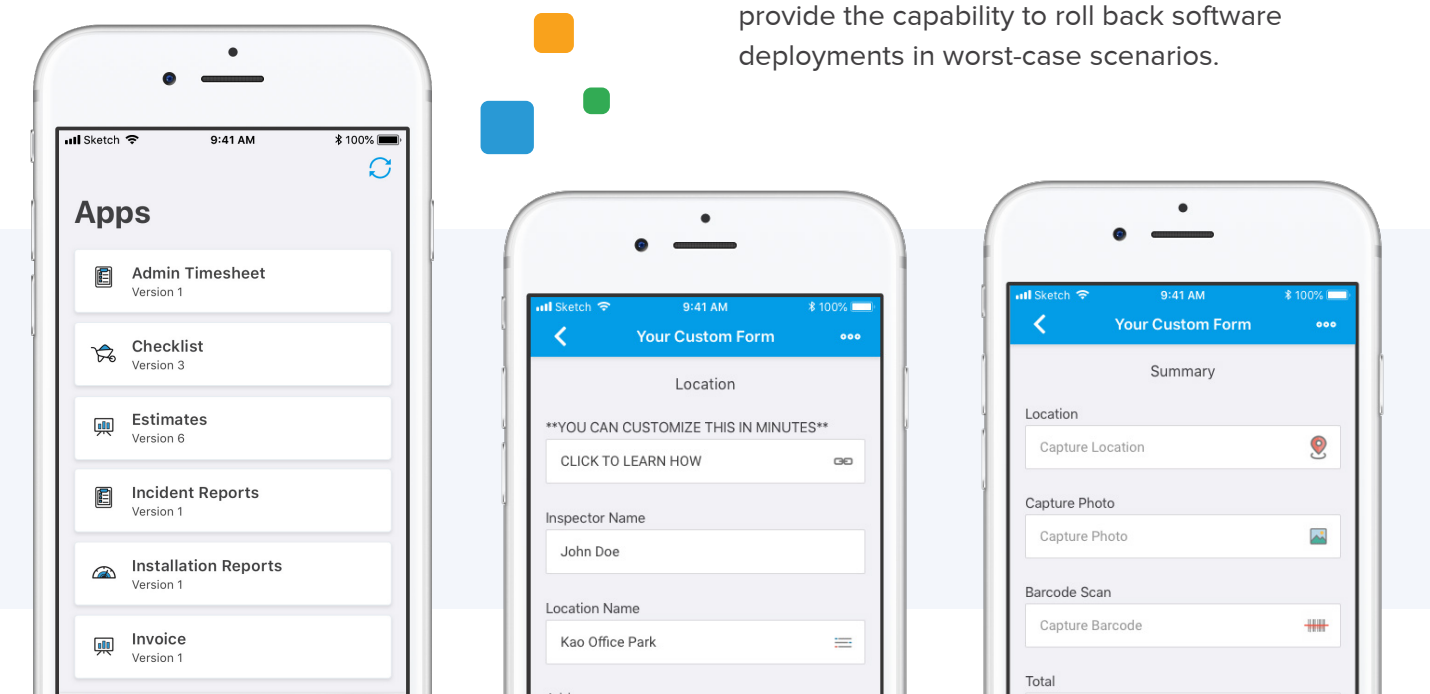 provide the capability to roll back software
deployments in worst-case scenarios.
Sketch 9:41 AM 100%
Apps
Admin Timesheet
Version 1
Checklist
Version 3
Estimates
Version 6
Incident Reports
Version 1
Installation Reports
Version 1
Invoice
Version 1
Sketch 9:41 AM 100%
Your Custom Form
Location
**YOU CAN CUSTOMIZE THIS IN MINUTES**
CLICK TO LEARN HOW
Inspector Name
John Doe
Location Name
Kao Office Park
Sketch 9:41 AM 100%
Your Custom Form
Summary
Location
Capture Location
Capture Photo
Capture Photo
Barcode Scan
Capture Barcode
Total